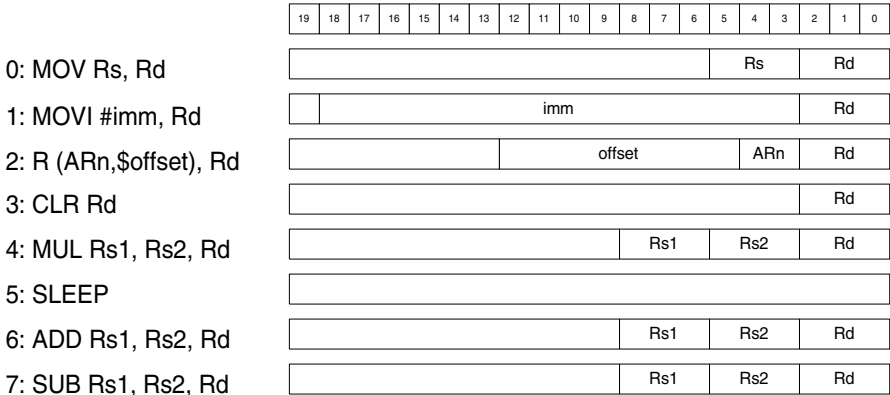 19 18 17 16 15 14 13 12 11 10 9 8 7 6 5 4 3 2 1 0
0: MOV Rs, Rd Rs Rd
1: MOVI #imm, Rd imm Rd
2: R (ARn,$offset), Rd offset ARn Rd
3: CLR Rd Rd
4: MUL Rs1, Rs2, Rd Rs1 Rs2 Rd
5: SLEEP
6: ADD Rs1, Rs2, Rd Rs1 Rs2 Rd
7: SUB Rs1, Rs2, Rd Rs1 Rs2 Rd